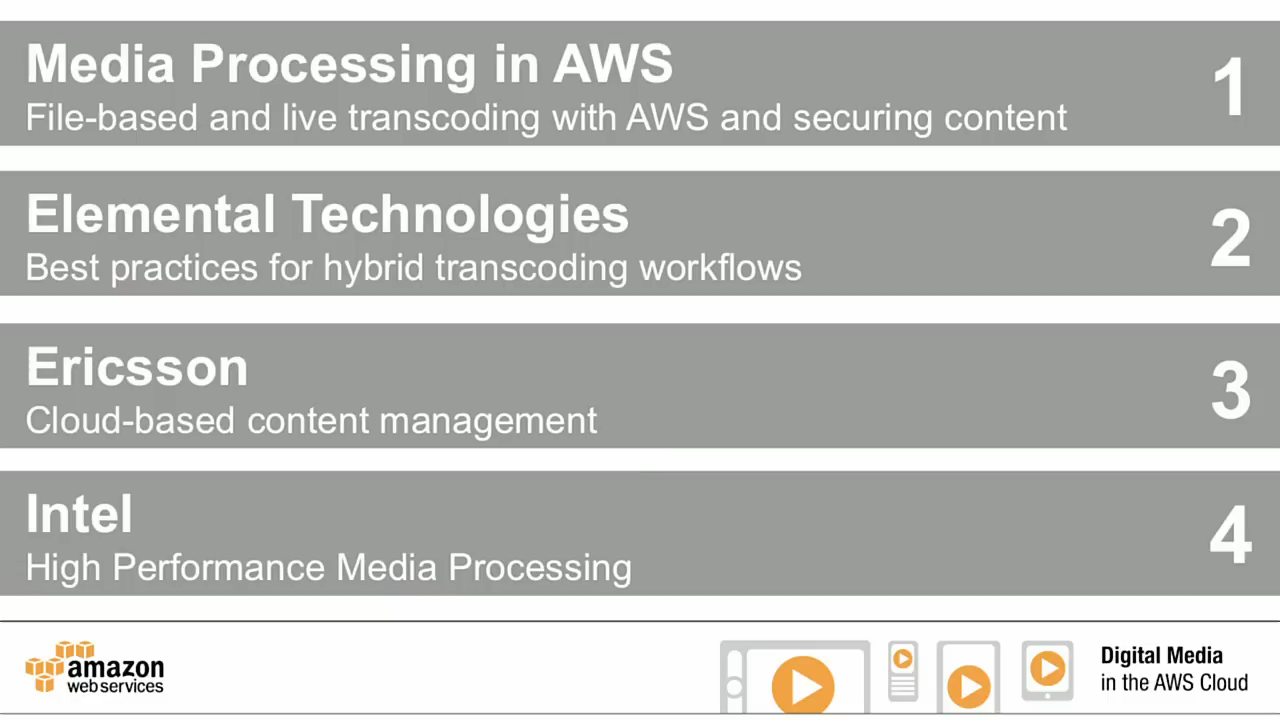 Media Processing in AWS
File-based and live transcoding with AWS and securing content
1
Elemental Technologies
Best practices for hybrid transcoding workflows
2
Ericsson
Cloud-based content management
3
Intel
High Performance Media Processing
4
amazon
webservices
Digital Media
in the AWS Cloud